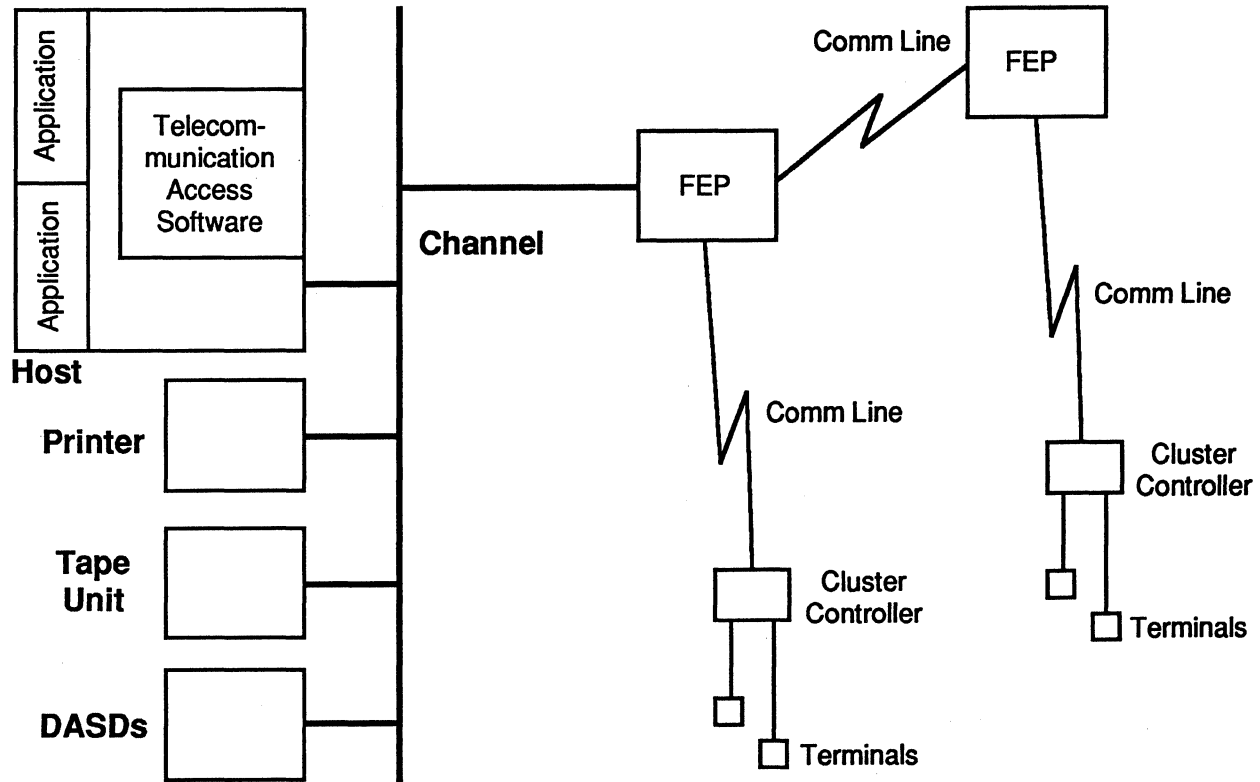 Application
Application
Telecom-
munication
Access
Software
Host
Printer
Tape
Unit
DASDs
Channel
FEP
Comm Line
FEP
Comm Line
Cluster
Controller
Terminals
Comm Line
Cluster
Controller
Terminals